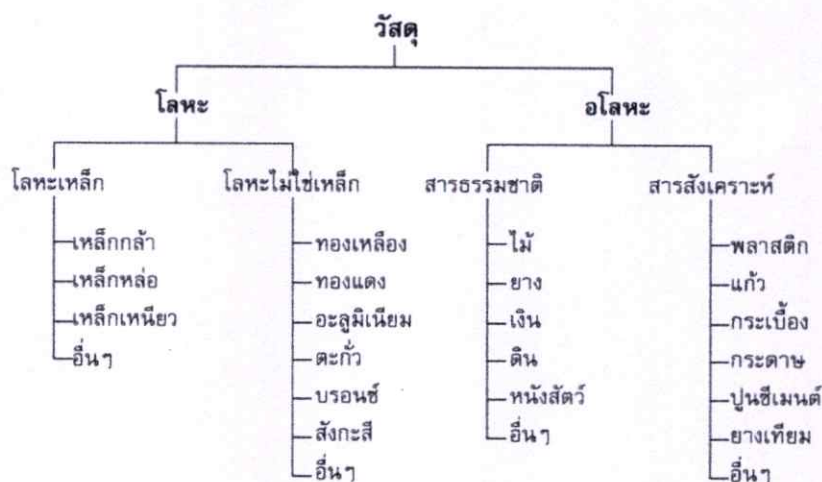 วัสดุ
โลหะ
อโลหะ
โลหะเหล็ก
โลหะไม่ใช่เหล็ก
สารธรรมชาติ
สารสังเคราะห์
เหล็กกล้า
เหล็กหล่อ
เหล็กเหนียว
อื่นๆ
ทองเหลือง
ทองแดง
อะลูมิเนียม
ตะกั่ว
บรอนซ์
สังกะสี
อื่นๆ
ไม้
ยาง
เงิน
ดิน
หนังสัตว์
อื่นๆ
พลาสติก
แก้ว
กระเบื้อง
กระดาษ
ปูนซีเมนต์
ยางเทียม
อื่นๆ